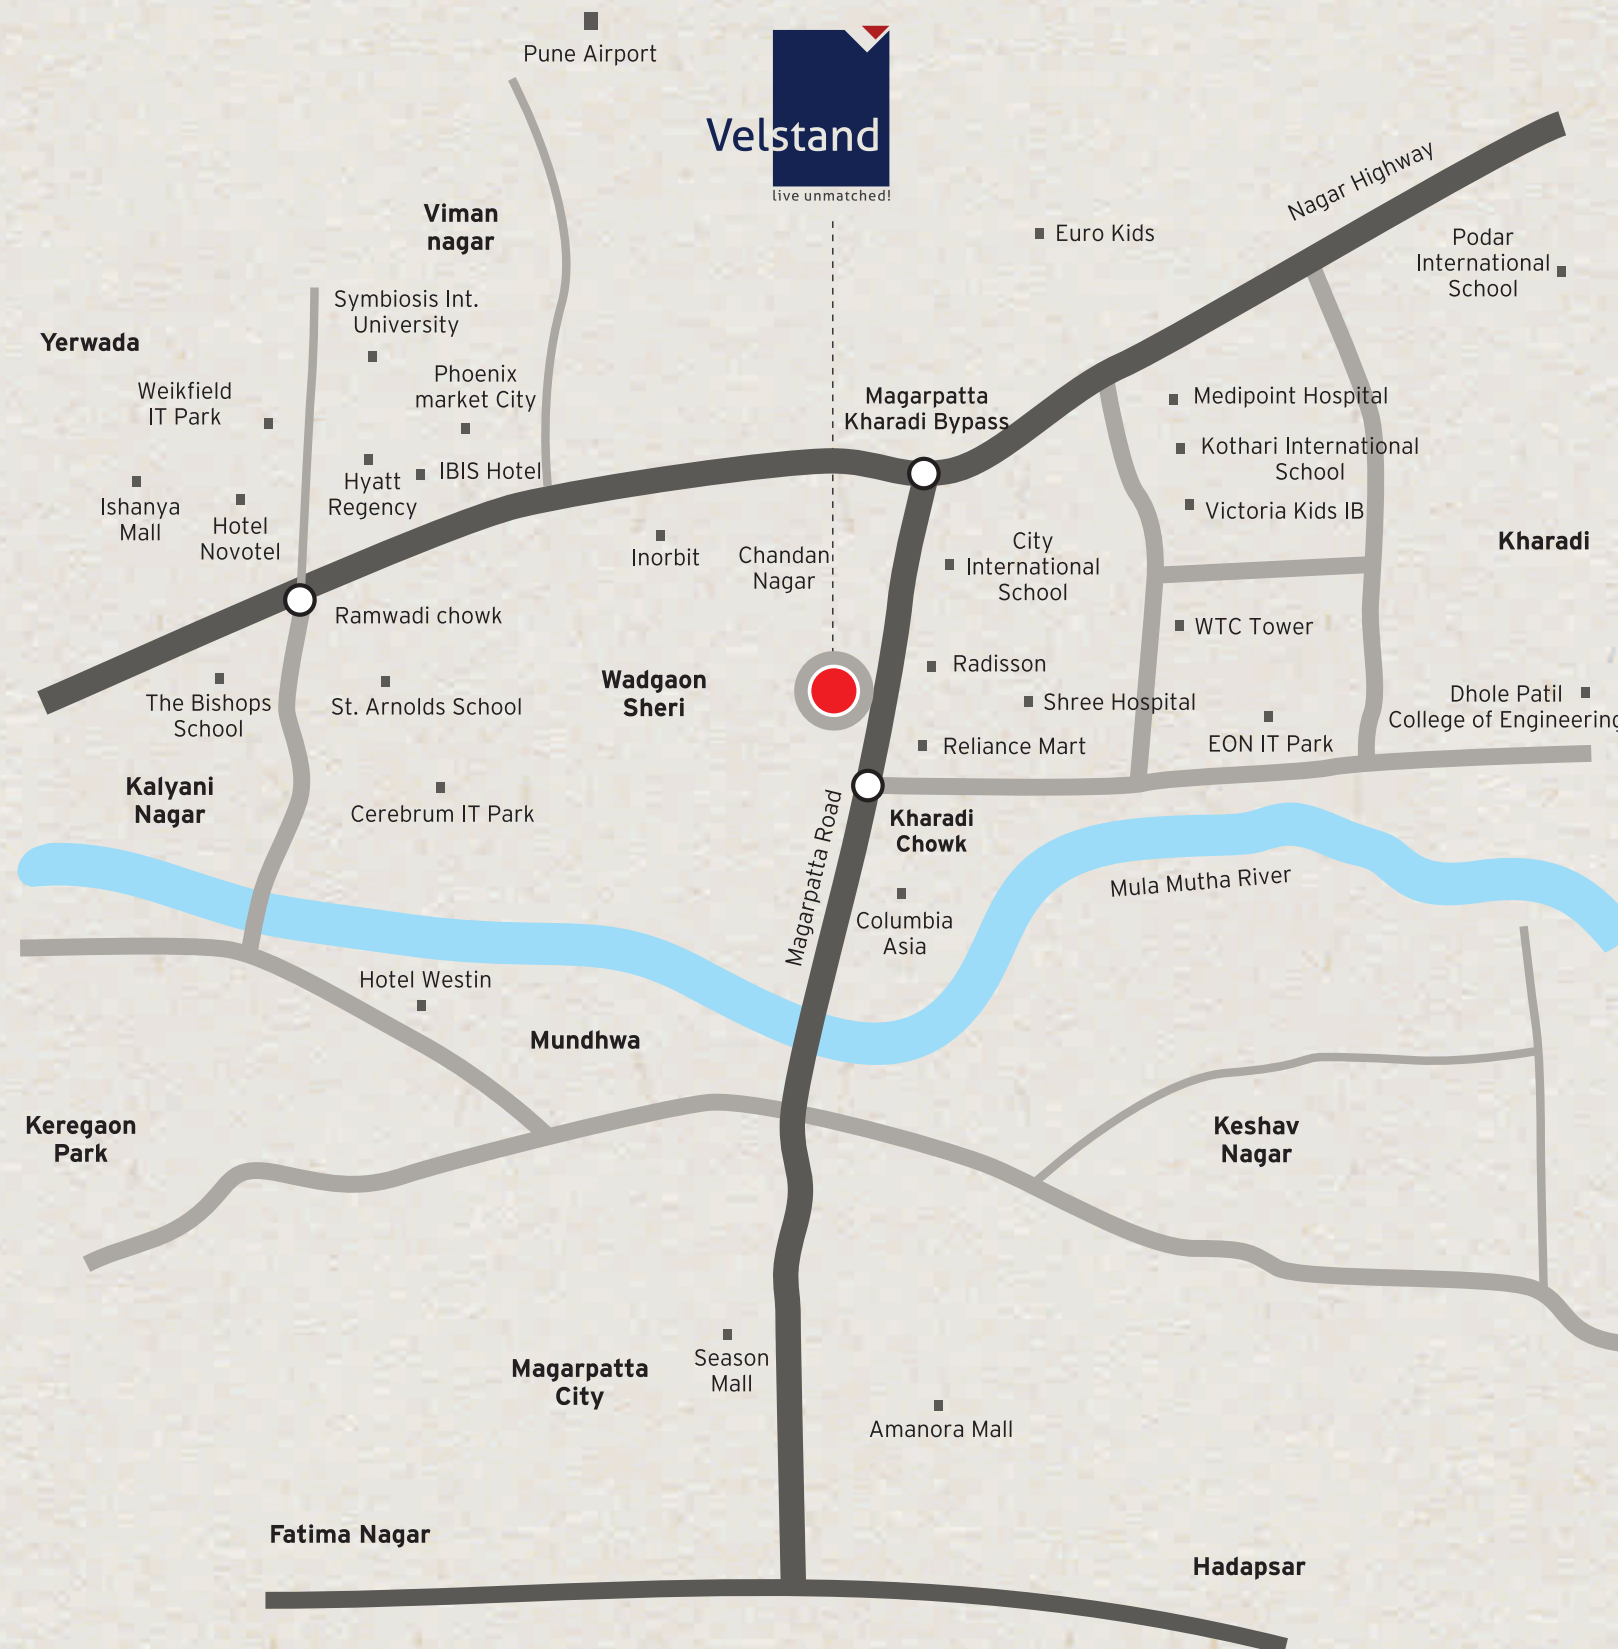 Pune Airport
Velstand
live unmatched!
Nagar Highway
Viman
nagar
Euro Kids
Podar
International
School
Symbiosis Int.
University
Yerwada
Weikfield
IT Park
Phoenix
market City
Magarpatta
Kharadi Bypass
Medipoint Hospital
Kothari International
School
IBIS Hotel
Hyatt
Regency
Ishanya
Mall
Hotel
Novotel
Victoria Kids IB
Inorbit
Chandan
Nagar
City
International
School
Kharadi
Ramwadi chowk
WTC Tower
Wadgaon
Sheri
Radisson
The Bishops
School
St. Arnolds School
Shree Hospital
Dhole Patil
College of Engineering
Reliance Mart
EON IT Park
Kalyani
Nagar
Cerebrum IT Park
Magarpatta Road
Kharadi
Chowk
Mula Mutha River
Columbia
Asia
Hotel Westin
Mundhwa
Keregaon
Park
Keshav
Nagar
Magarpatta
City
Season
Mall
Amanora Mall
Fatima Nagar
Hadapsar